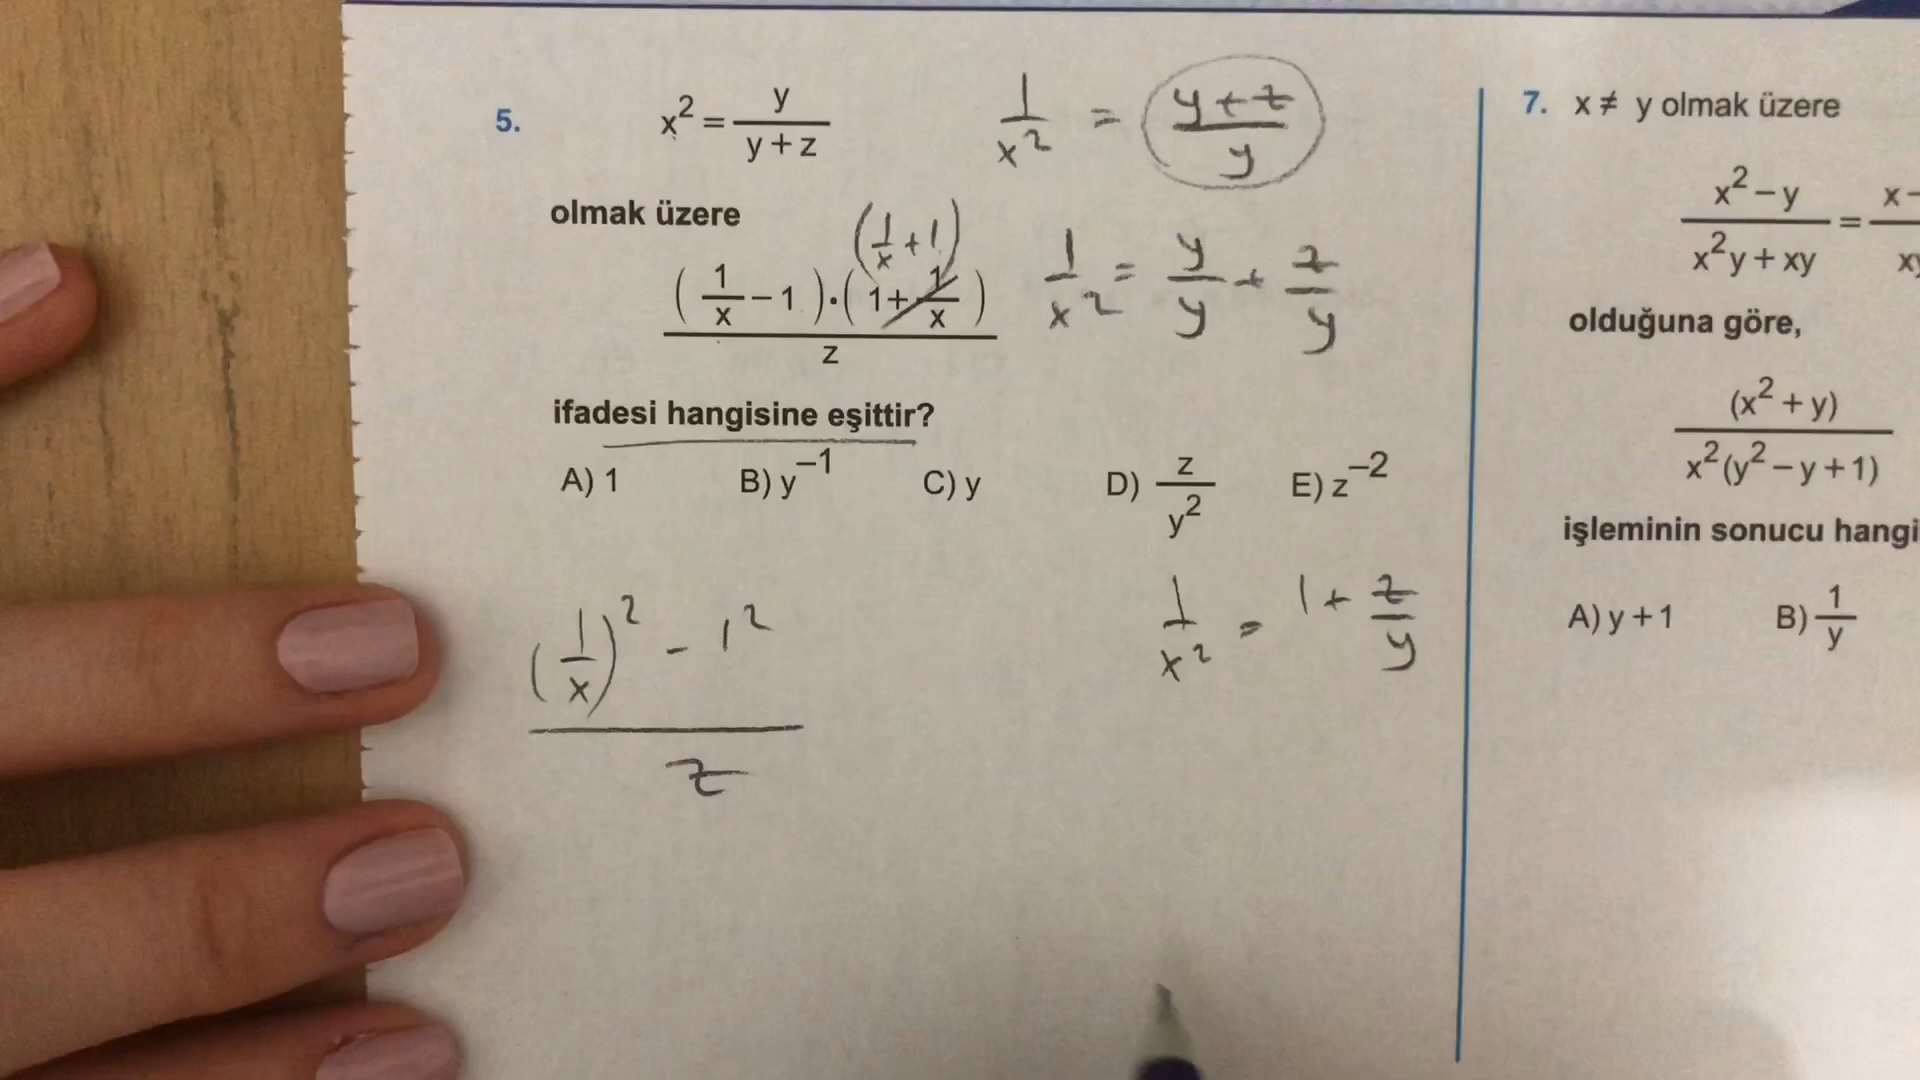 5. x² = y / (y + z)
1/x² = (y + z)/y
olmak üzere
(1/x + 1)
(1/x − 1)·(1 + 1/x) / z
1/x² = y/y + z/y
ifadesi hangisine eşittir?
A) 1 B) y⁻¹ C) y D) z/y² E) z⁻²
1/x² = 1 + z/y
((1/x)² − 1²) / z
7. x ≠ y olmak üzere
(x² − y)/(x²y + xy) = x −
olduğuna göre,
(x² + y) / x²(y² − y + 1)
işleminin sonucu hangi
A) y + 1 B) 1/y